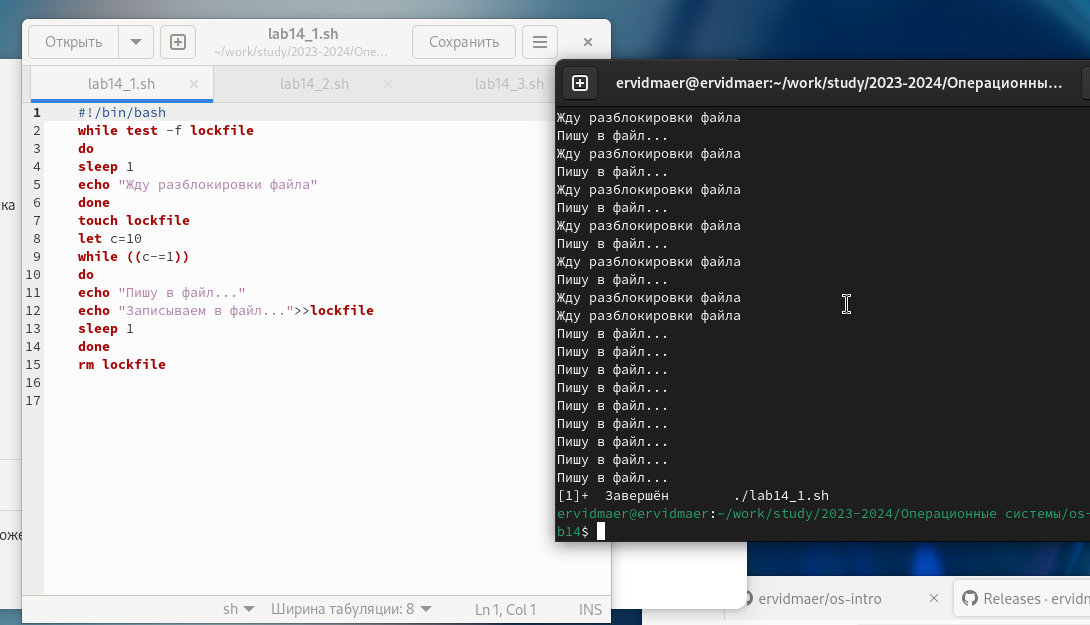 Открыть
lab14_1.sh
~/work/study/2023-2024/Опе...
Сохранить
lab14_1.sh
lab14_2.sh
lab14_3.sh
1 #!/bin/bash
2 while test -f lockfile
3 do
4 sleep 1
5 echo "Жду разблокировки файла"
6 done
7 touch lockfile
8 let c=10
9 while ((c-=1))
10 do
11 echo "Пишу в файл..."
12 echo "Записываем в файл...">>lockfile
13 sleep 1
14 done
15 rm lockfile
16
17
sh
Ширина табуляции: 8
Ln 1, Col 1
INS
ка
оже
ervidmaer@ervidmaer:~/work/study/2023-2024/Операционны...
Жду разблокировки файла
Пишу в файл...
Жду разблокировки файла
Пишу в файл...
Жду разблокировки файла
Пишу в файл...
Жду разблокировки файла
Пишу в файл...
Жду разблокировки файла
Пишу в файл...
Жду разблокировки файла
Жду разблокировки файла
Пишу в файл...
Пишу в файл...
Пишу в файл...
Пишу в файл...
Пишу в файл...
Пишу в файл...
Пишу в файл...
Пишу в файл...
Пишу в файл...
[1]+ Завершён ./lab14_1.sh
ervidmaer@ervidmaer:~/work/study/2023-2024/Операционные системы/os-
b14$
ervidmaer/os-intro
Releases · ervidm